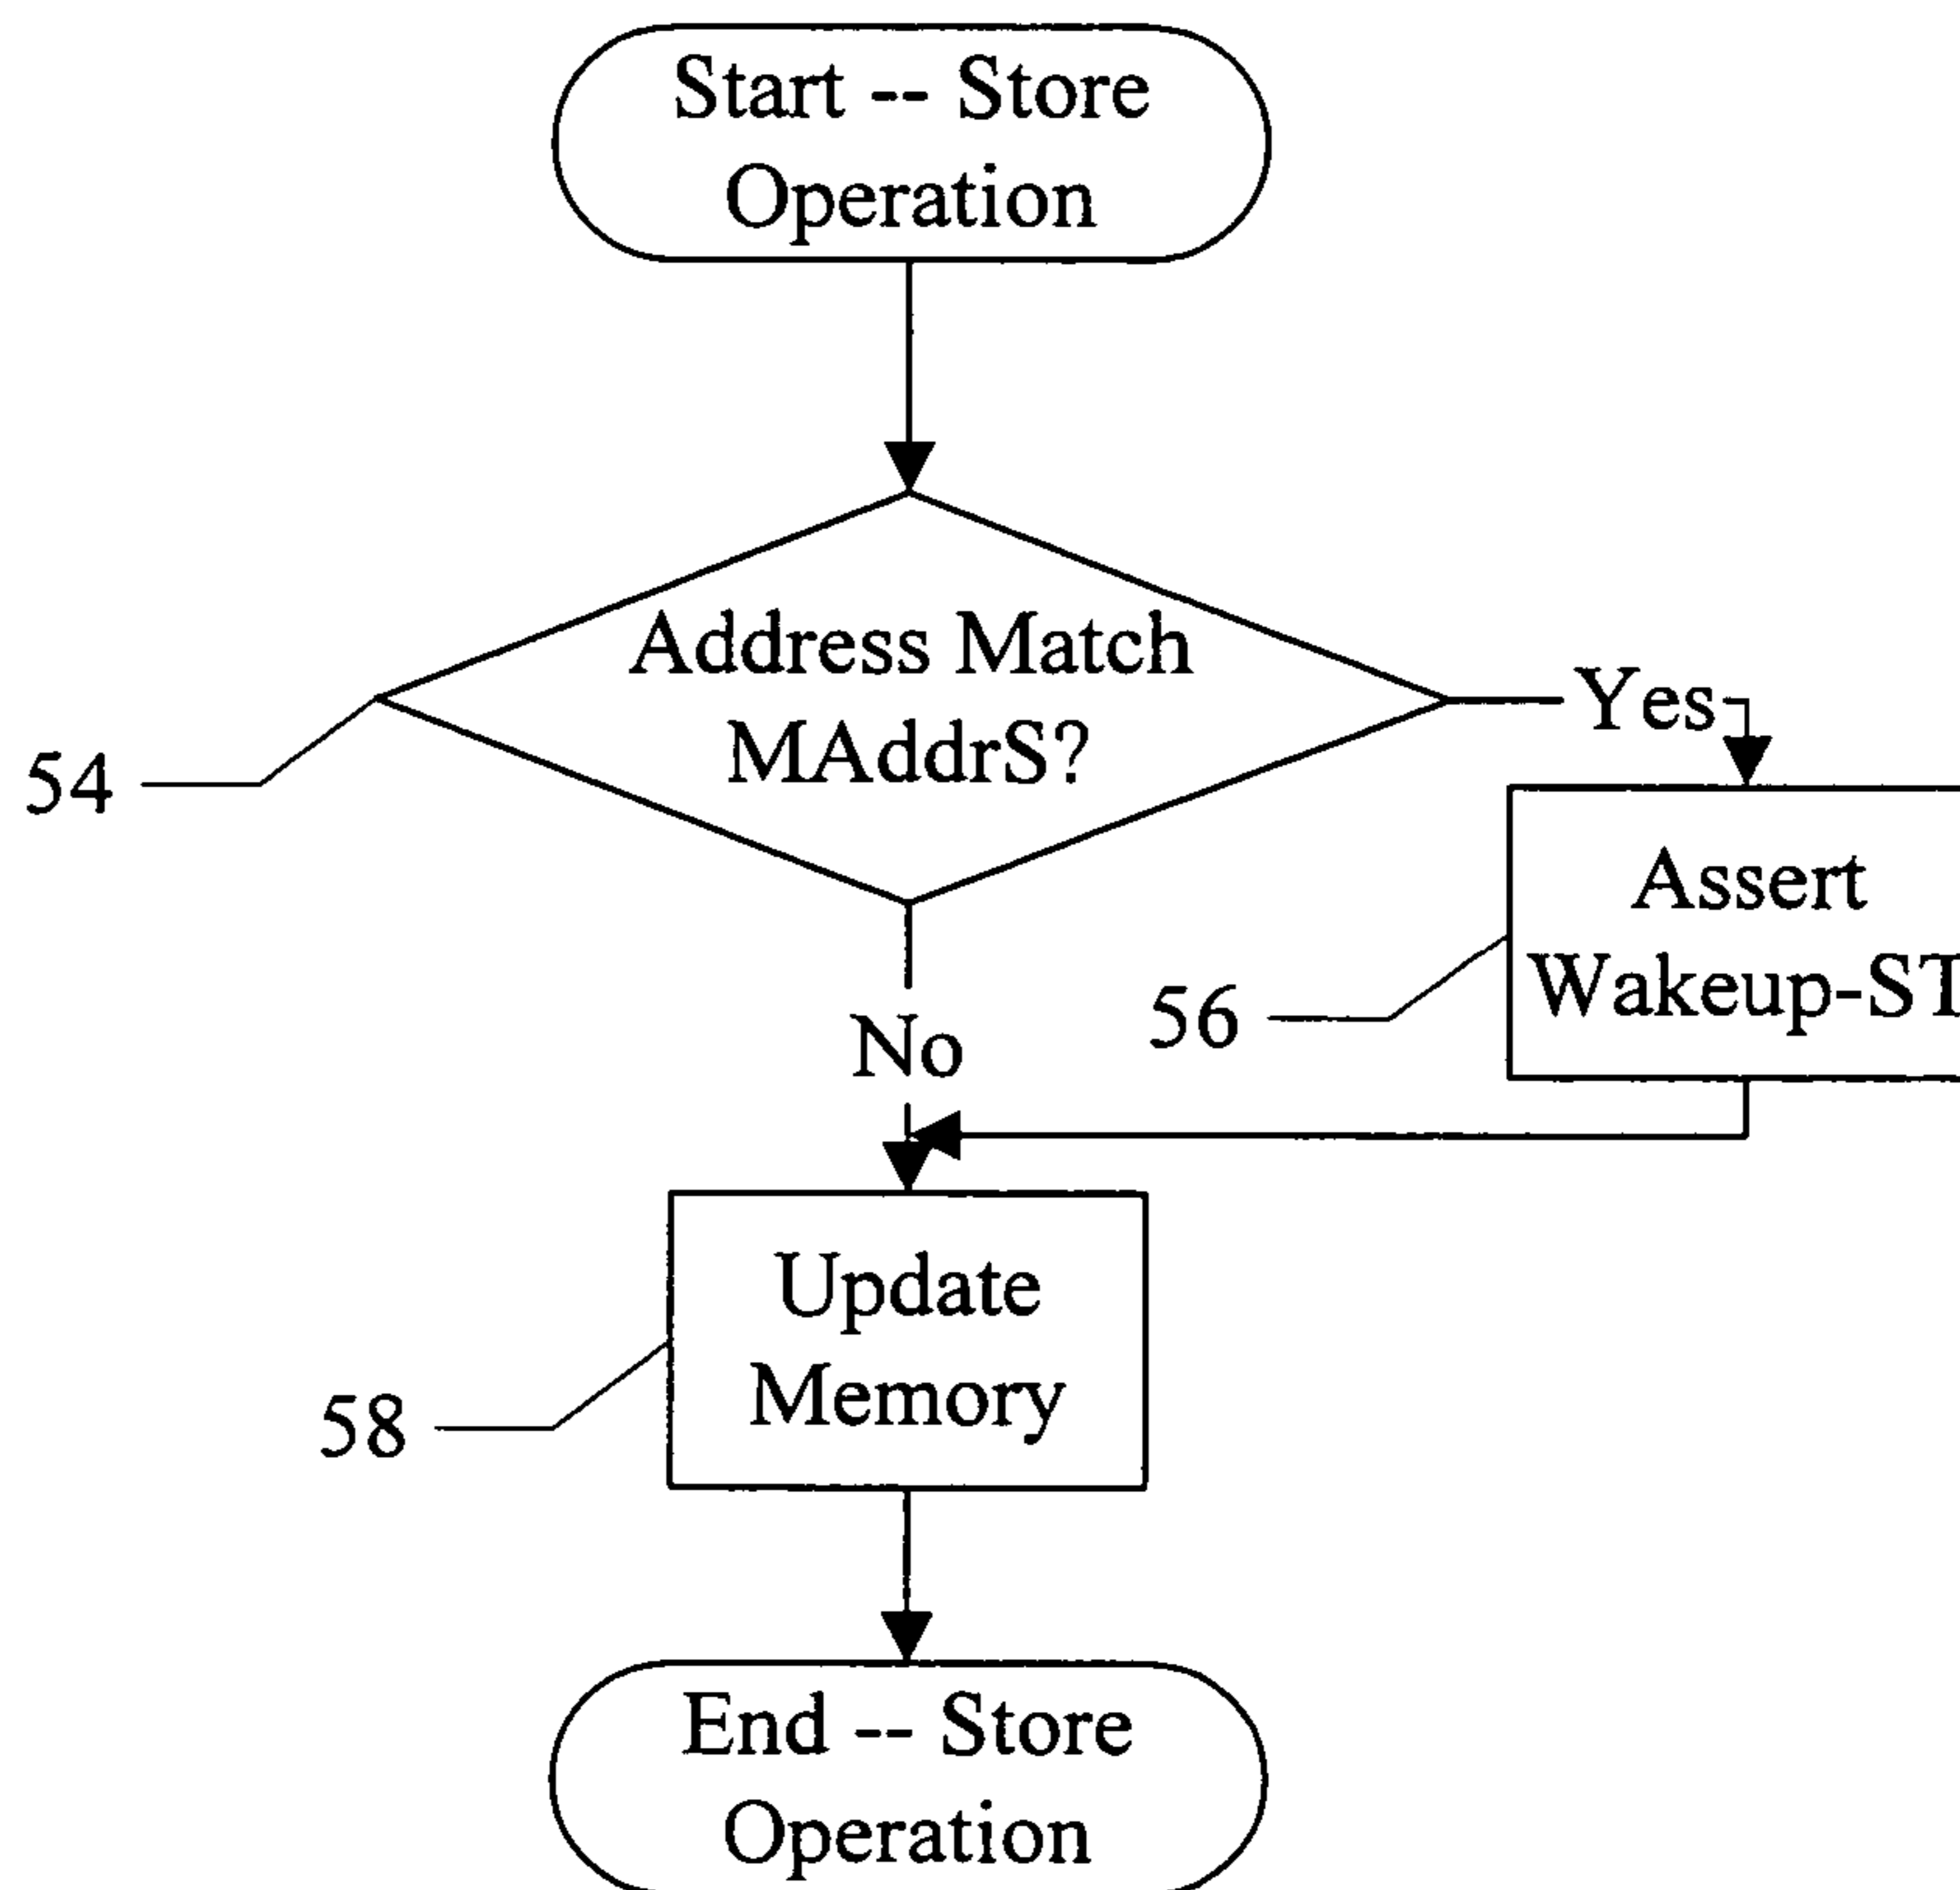 Start -- Store
Operation
Address Match
MAddrS?
Yes
54
Assert
Wakeup-ST
56
No
Update
Memory
58
End -- Store
Operation